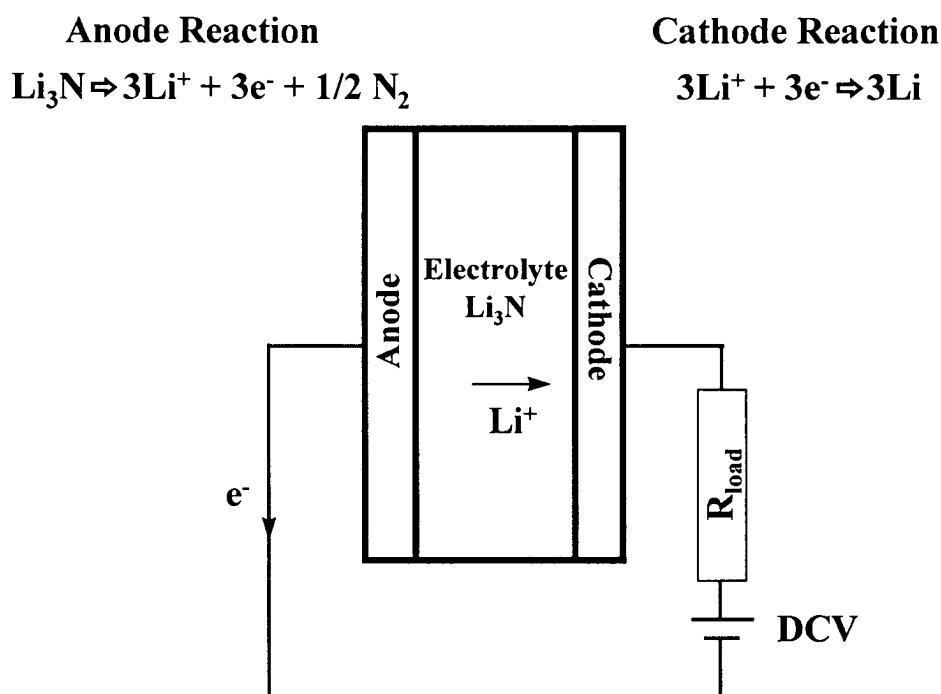 Anode Reaction
Li₃N⇨3Li⁺ + 3e⁻ + 1/2 N₂
Cathode Reaction
3Li⁺ + 3e⁻ ⇨3Li
Anode
Electrolyte
Li₃N
Li⁺
Cathode
e⁻
R_load
DCV